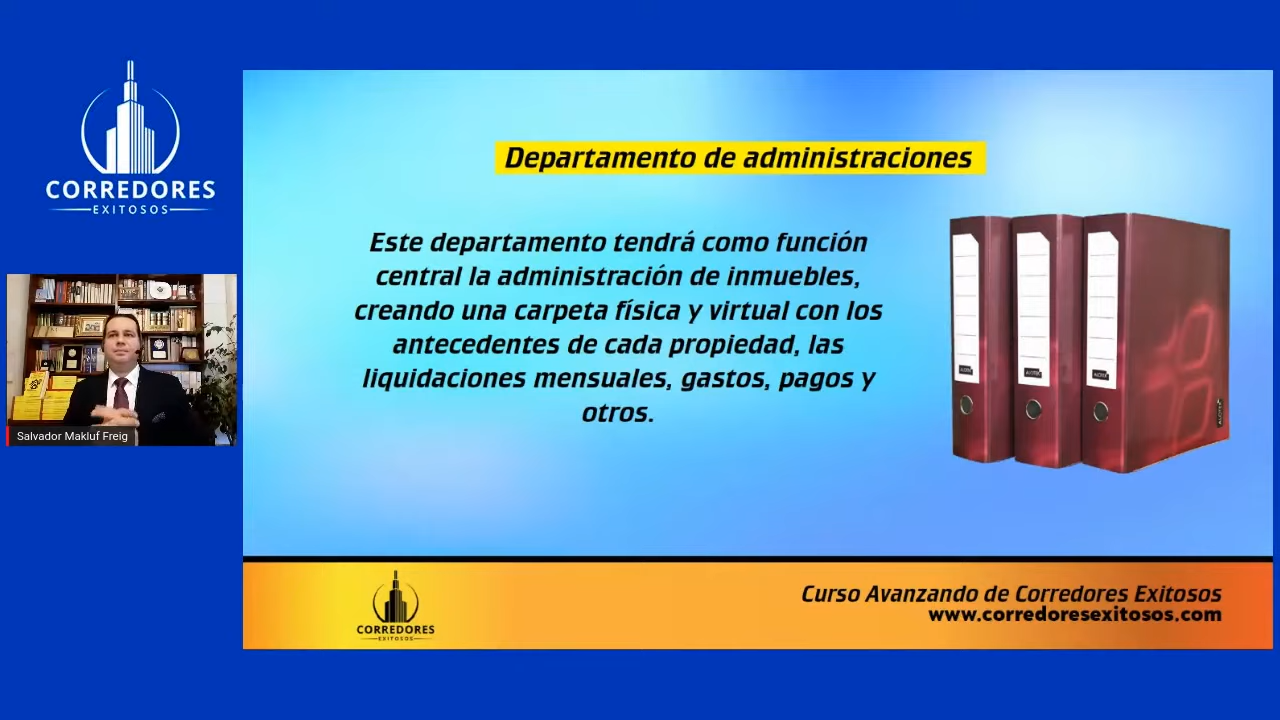 CORREDORES
EXITOSOS
Salvador Makluf Freig
Departamento de administraciones
Este departamento tendrá como función
central la administración de inmuebles,
creando una carpeta física y virtual con los
antecedentes de cada propiedad, las
liquidaciones mensuales, gastos, pagos y
otros.
CORREDORES
EXITOSOS
Curso Avanzando de Corredores Exitosos
www.corredoresexitosos.com